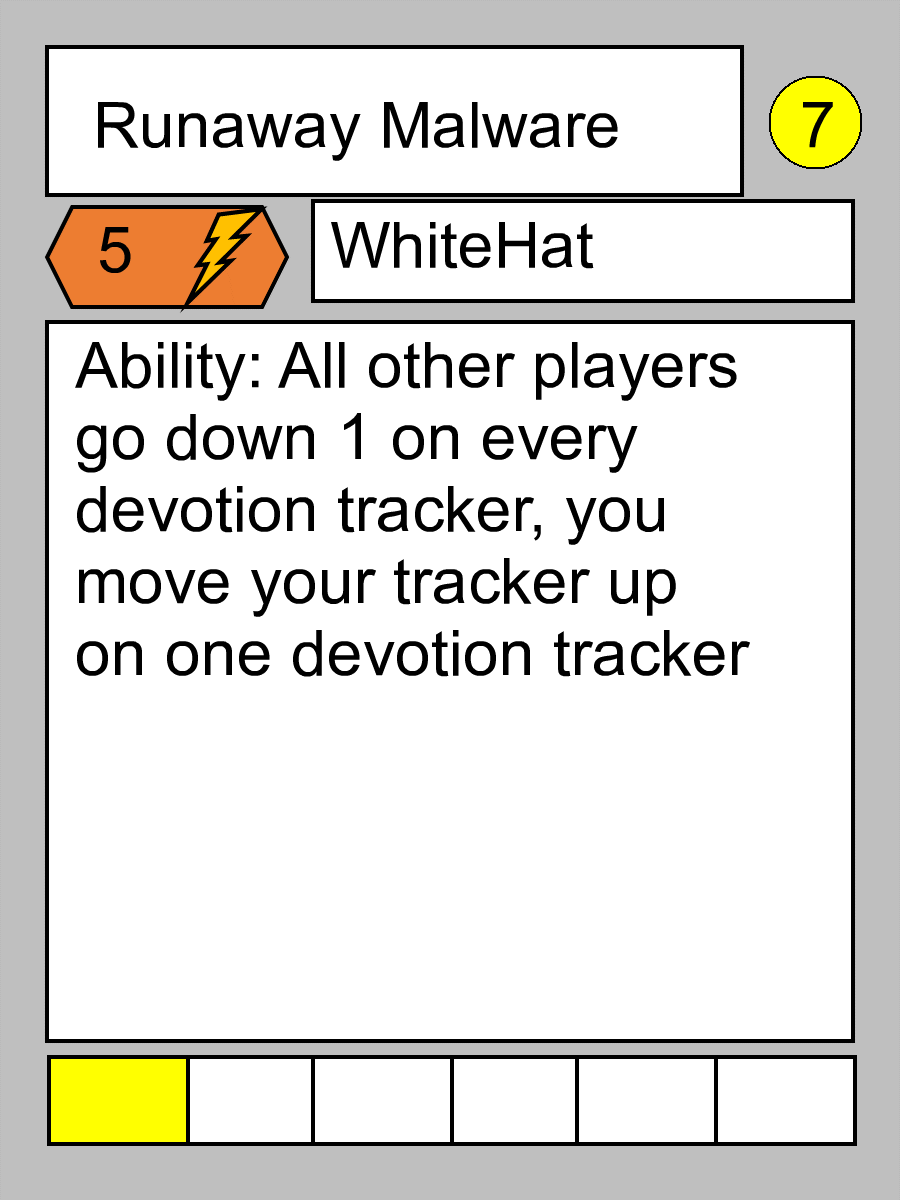 Runaway Malware
7
5
WhiteHat
Ability: All other players
go down 1 on every
devotion tracker, you
move your tracker up
on one devotion tracker